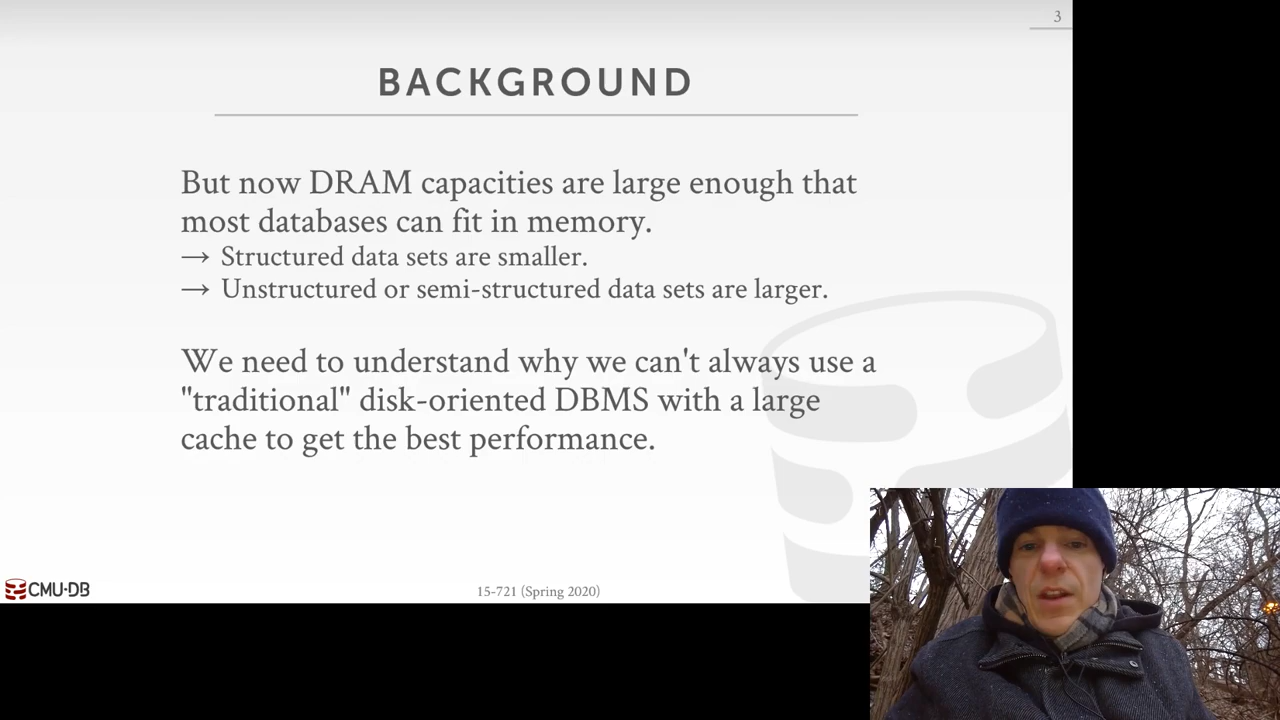 3
BACKGROUND
But now DRAM capacities are large enough that
most databases can fit in memory.
→ Structured data sets are smaller.
→ Unstructured or semi-structured data sets are larger.
We need to understand why we can't always use a
"traditional" disk-oriented DBMS with a large
cache to get the best performance.
CMU·DB
15-721 (Spring 2020)